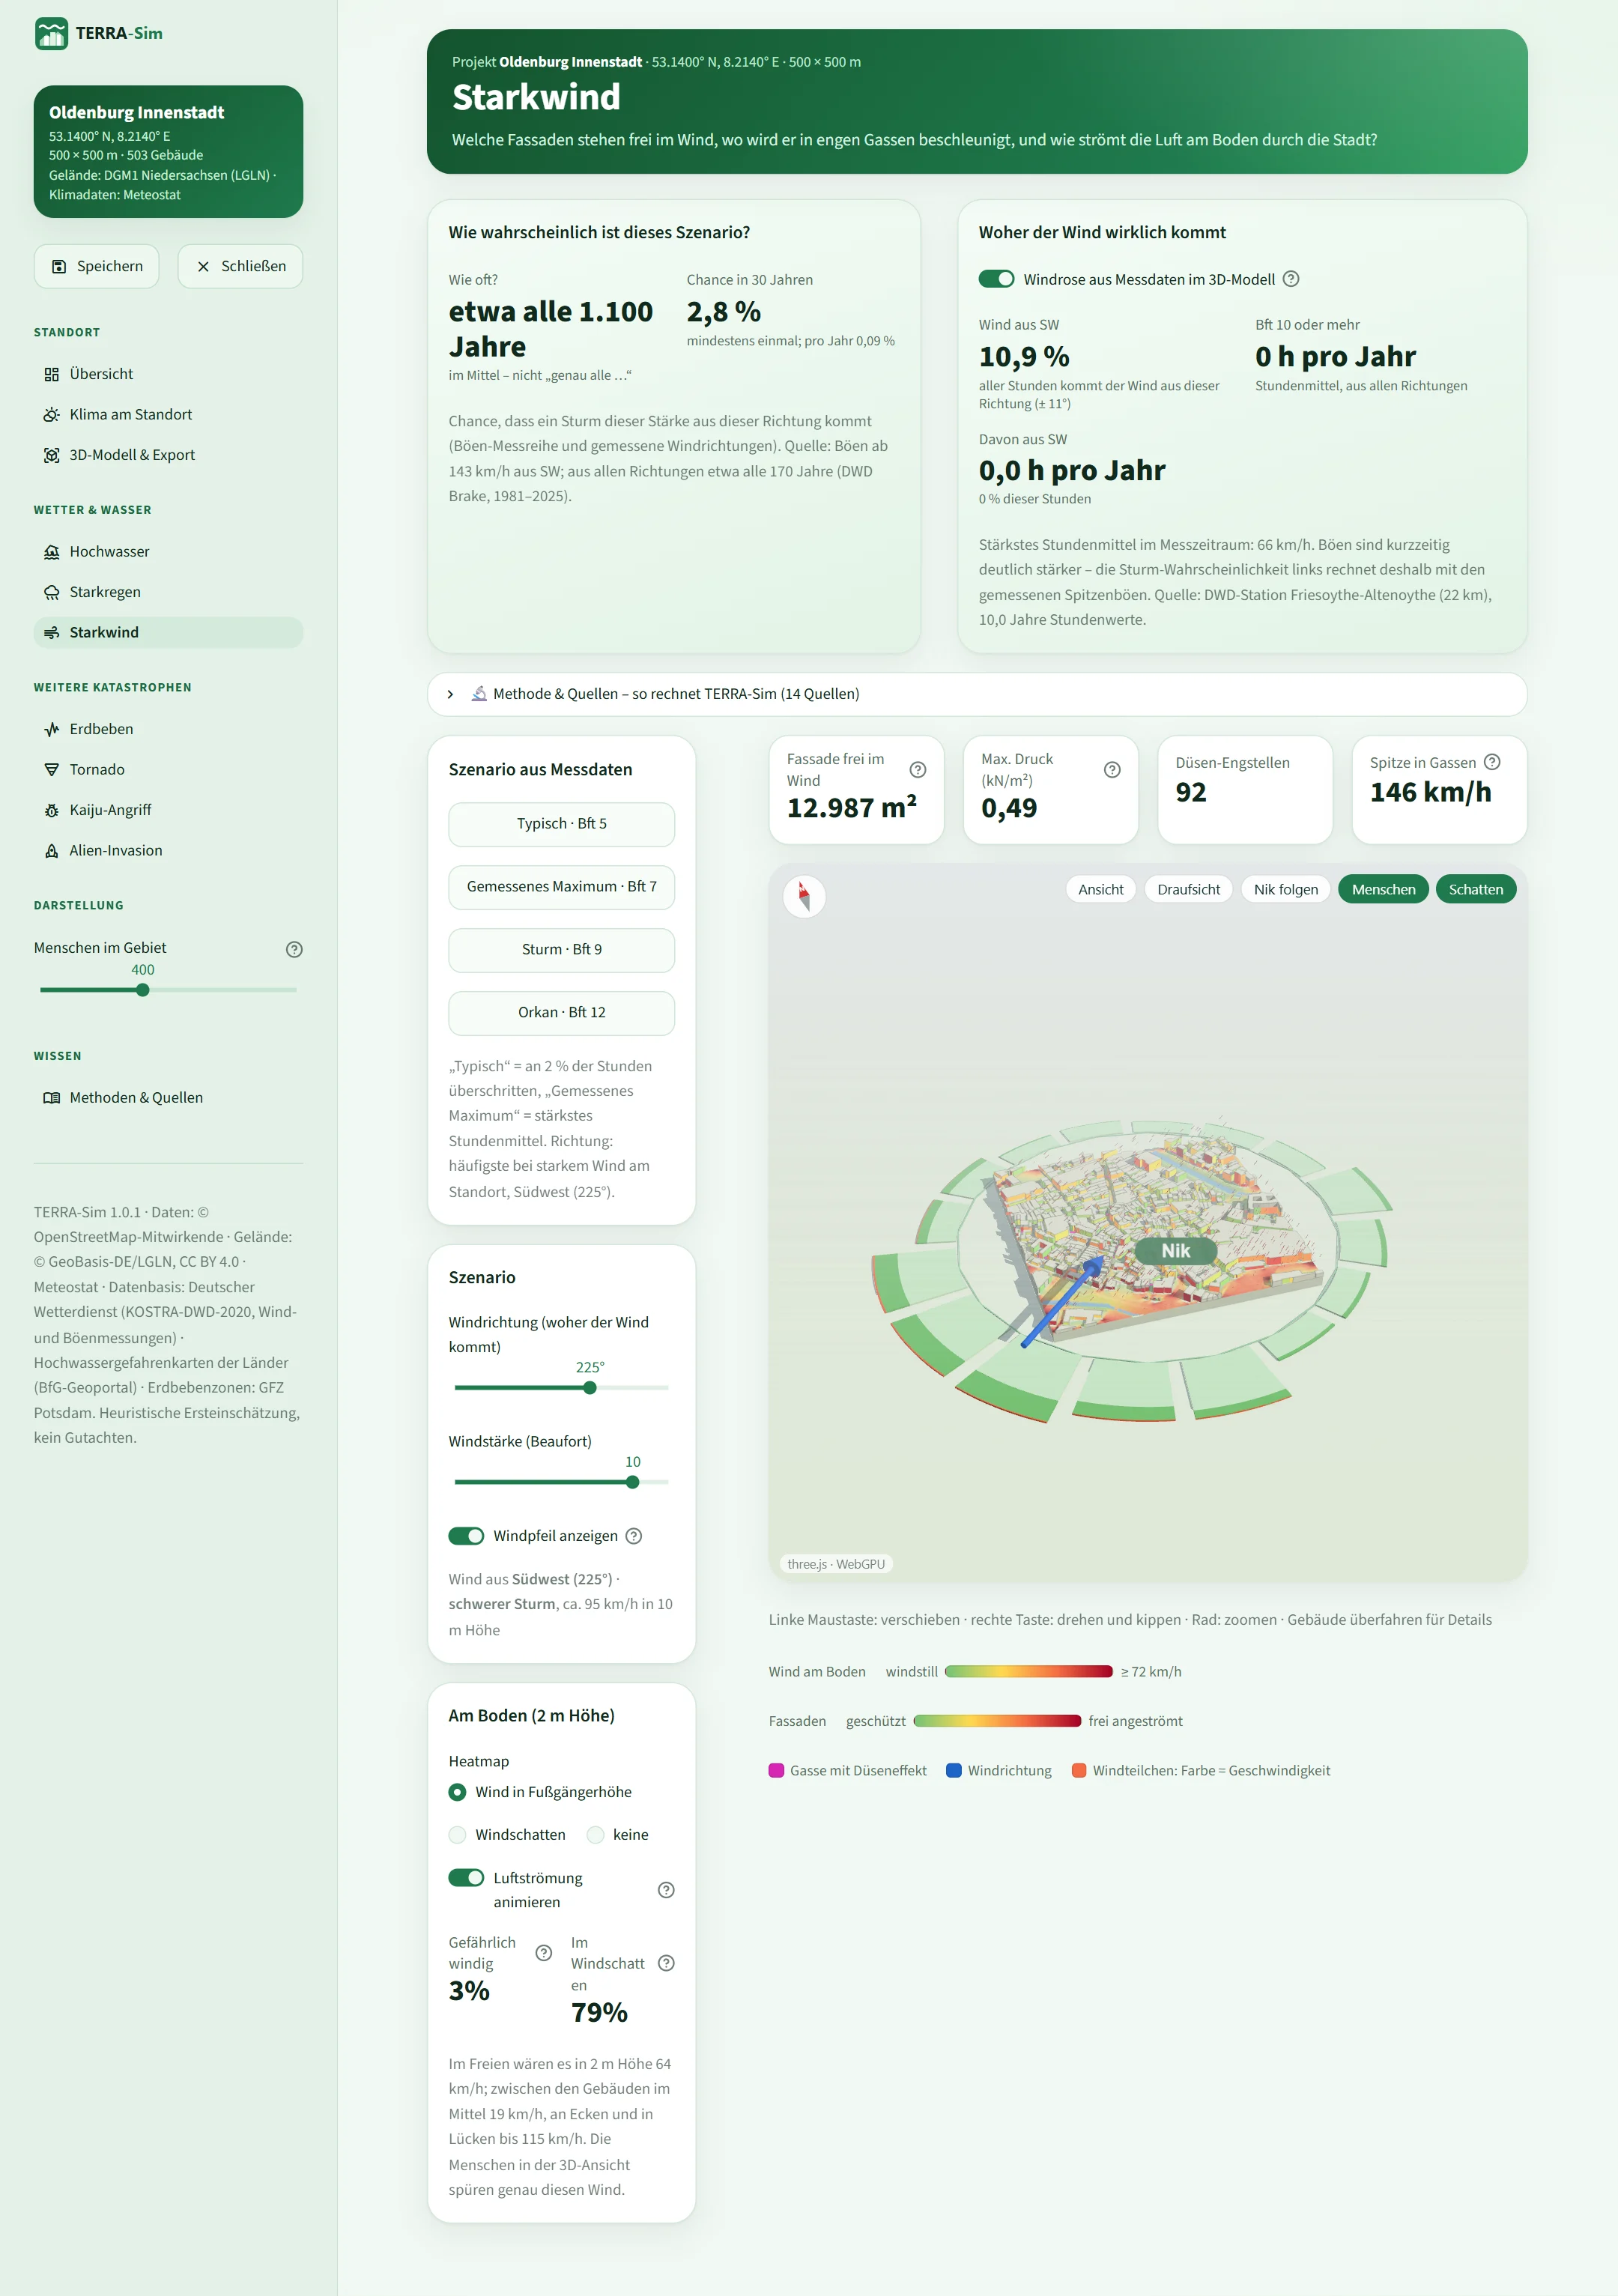 TERRA-Sim
Oldenburg Innenstadt
53.1400° N, 8.2140° E
500 × 500 m · 503 Gebäude
Gelände: DGM1 Niedersachsen (LGLN) ·
Klimadaten: Meteostat
Speichern
Schließen
STANDORT
Übersicht
Klima am Standort
3D-Modell & Export
WETTER & WASSER
Hochwasser
Starkregen
Starkwind
WEITERE KATASTROPHEN
Erdbeben
Tornado
Kaiju-Angriff
Alien-Invasion
DARSTELLUNG
Menschen im Gebiet
400
WISSEN
Methoden & Quellen
TERRA-Sim 1.0.1 · Daten: ©
OpenStreetMap-Mitwirkende · Gelände:
© GeoBasis-DE/LGLN, CC BY 4.0 ·
Meteostat · Datenbasis: Deutscher
Wetterdienst (KOSTRA-DWD-2020, Wind-
und Böenmessungen) ·
Hochwassergefahrenkarten der Länder
(BfG-Geoportal) · Erdbebenzonen: GFZ
Potsdam. Heuristische Ersteinschätzung,
kein Gutachten.
Projekt Oldenburg Innenstadt · 53.1400° N, 8.2140° E · 500 × 500 m
Starkwind
Welche Fassaden stehen frei im Wind, wo wird er in engen Gassen beschleunigt, und wie strömt die Luft am Boden durch die Stadt?
Wie wahrscheinlich ist dieses Szenario?
Wie oft?
etwa alle 1.100
Jahre
im Mittel – nicht „genau alle …“
Chance in 30 Jahren
2,8 %
mindestens einmal; pro Jahr 0,09 %
Chance, dass ein Sturm dieser Stärke aus dieser Richtung kommt
(Böen-Messreihe und gemessene Windrichtungen). Quelle: Böen ab
143 km/h aus SW; aus allen Richtungen etwa alle 170 Jahre (DWD
Brake, 1981–2025).
Woher der Wind wirklich kommt
Windrose aus Messdaten im 3D-Modell
Wind aus SW
10,9 %
aller Stunden kommt der Wind aus dieser
Richtung (± 11°)
Bft 10 oder mehr
0 h pro Jahr
Stundenmittel, aus allen Richtungen
Davon aus SW
0,0 h pro Jahr
0 % dieser Stunden
Stärkstes Stundenmittel im Messzeitraum: 66 km/h. Böen sind kurzzeitig
deutlich stärker – die Sturm-Wahrscheinlichkeit links rechnet deshalb mit den
gemessenen Spitzenböen. Quelle: DWD-Station Friesoythe-Altenoythe (22 km),
10,0 Jahre Stundenwerte.
Methode & Quellen – so rechnet TERRA-Sim (14 Quellen)
Szenario aus Messdaten
Typisch · Bft 5
Gemessenes Maximum · Bft 7
Sturm · Bft 9
Orkan · Bft 12
„Typisch“ = an 2 % der Stunden
überschritten, „Gemessenes
Maximum“ = stärkstes
Stundenmittel. Richtung:
häufigste bei starkem Wind am
Standort, Südwest (225°).
Szenario
Windrichtung (woher der Wind
kommt)
225°
Windstärke (Beaufort)
10
Windpfeil anzeigen
Wind aus Südwest (225°) ·
schwerer Sturm, ca. 95 km/h in 10
m Höhe
Am Boden (2 m Höhe)
Heatmap
Wind in Fußgängerhöhe
Windschatten
keine
Luftströmung
animieren
Gefährlich
windig
3%
Im
Windschatt
en
79%
Im Freien wären es in 2 m Höhe 64
km/h; zwischen den Gebäuden im
Mittel 19 km/h, an Ecken und in
Lücken bis 115 km/h. Die
Menschen in der 3D-Ansicht
spüren genau diesen Wind.
Fassade frei im
Wind
12.987 m²
Max. Druck
(kN/m²)
0,49
Düsen-Engstellen
92
Spitze in Gassen
146 km/h
Ansicht
Draufsicht
Nik folgen
Menschen
Schatten
Nik
three.js · WebGPU
Linke Maustaste: verschieben · rechte Taste: drehen und kippen · Rad: zoomen · Gebäude überfahren für Details
Wind am Boden windstill ≥ 72 km/h
Fassaden geschützt frei angeströmt
Gasse mit Düseneffekt Windrichtung Windteilchen: Farbe = Geschwindigkeit